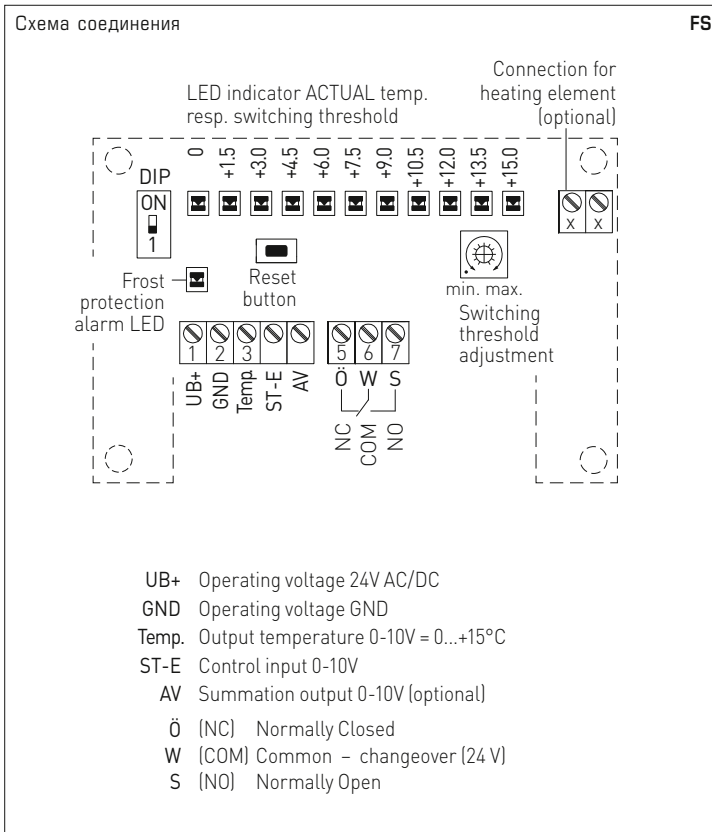 Схема соединения FS
Connection for
heating element
(optional)
LED indicator ACTUAL temp.
resp. switching threshold
0 +1.5 +3.0 +4.5 +6.0 +7.5 +9.0 +10.5 +12.0 +13.5 +15.0
DIP
ON
1
x x
Frost
protection
alarm LED
Reset
button
min. max.
Switching
threshold
adjustment
1 2 3 5 6 7
UB+ GND Temp. ST-E AV Ö W S
NC COM NO
UB+ Operating voltage 24V AC/DC
GND Operating voltage GND
Temp. Output temperature 0-10V = 0...+15°C
ST-E Control input 0-10V
AV Summation output 0-10V (optional)
Ö (NC) Normally Closed
W (COM) Common – changeover (24 V)
S (NO) Normally Open